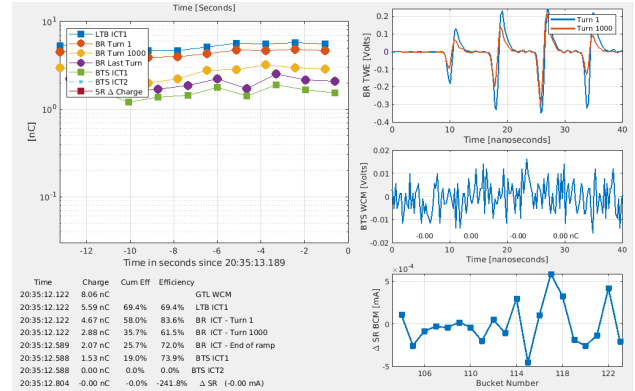 Time [Seconds]
LTB ICT1
BR Turn 1
BR Turn 1000
BR Last Turn
BTS ICT1
BTS ICT2
SR Δ Charge
[nC]
10^1
10^0
10^-1
-12 -10 -8 -6 -4 -2 0
Time in seconds since 20:35:13.189
Time Charge Cum Eff Efficiency
20:35:12.122 8.06 nC GTL WCM
20:35:12.122 5.59 nC 69.4% 69.4% LTB ICT1
20:35:12.122 4.67 nC 58.0% 83.6% BR ICT - Turn 1
20:35:12.122 2.88 nC 35.7% 61.5% BR ICT - Turn 1000
20:35:12.589 2.07 nC 25.7% 72.0% BR ICT - End of ramp
20:35:12.588 1.53 nC 19.0% 73.9% BTS ICT1
20:35:12.588 0.00 nC 0.0% 0.0% BTS ICT2
20:35:12.804 -0.00 nC -0.0% -241.8% Δ SR (-0.00 mA)
Turn 1
Turn 1000
BR TWE [Volts]
0.2
0.1
0
-0.1
-0.2
-0.3
-0.4
0 10 20 30 40
Time [nanoseconds]
BTS WCM [Volts]
0.02
0.01
0
-0.01
-0.02
-0.00 0.00 -0.00 0.00 nC
0 10 20 30 40
Time [nanoseconds]
×10^-4
Δ SR BCM [mA]
5
0
-5
106 110 114 118 122
Bucket Number